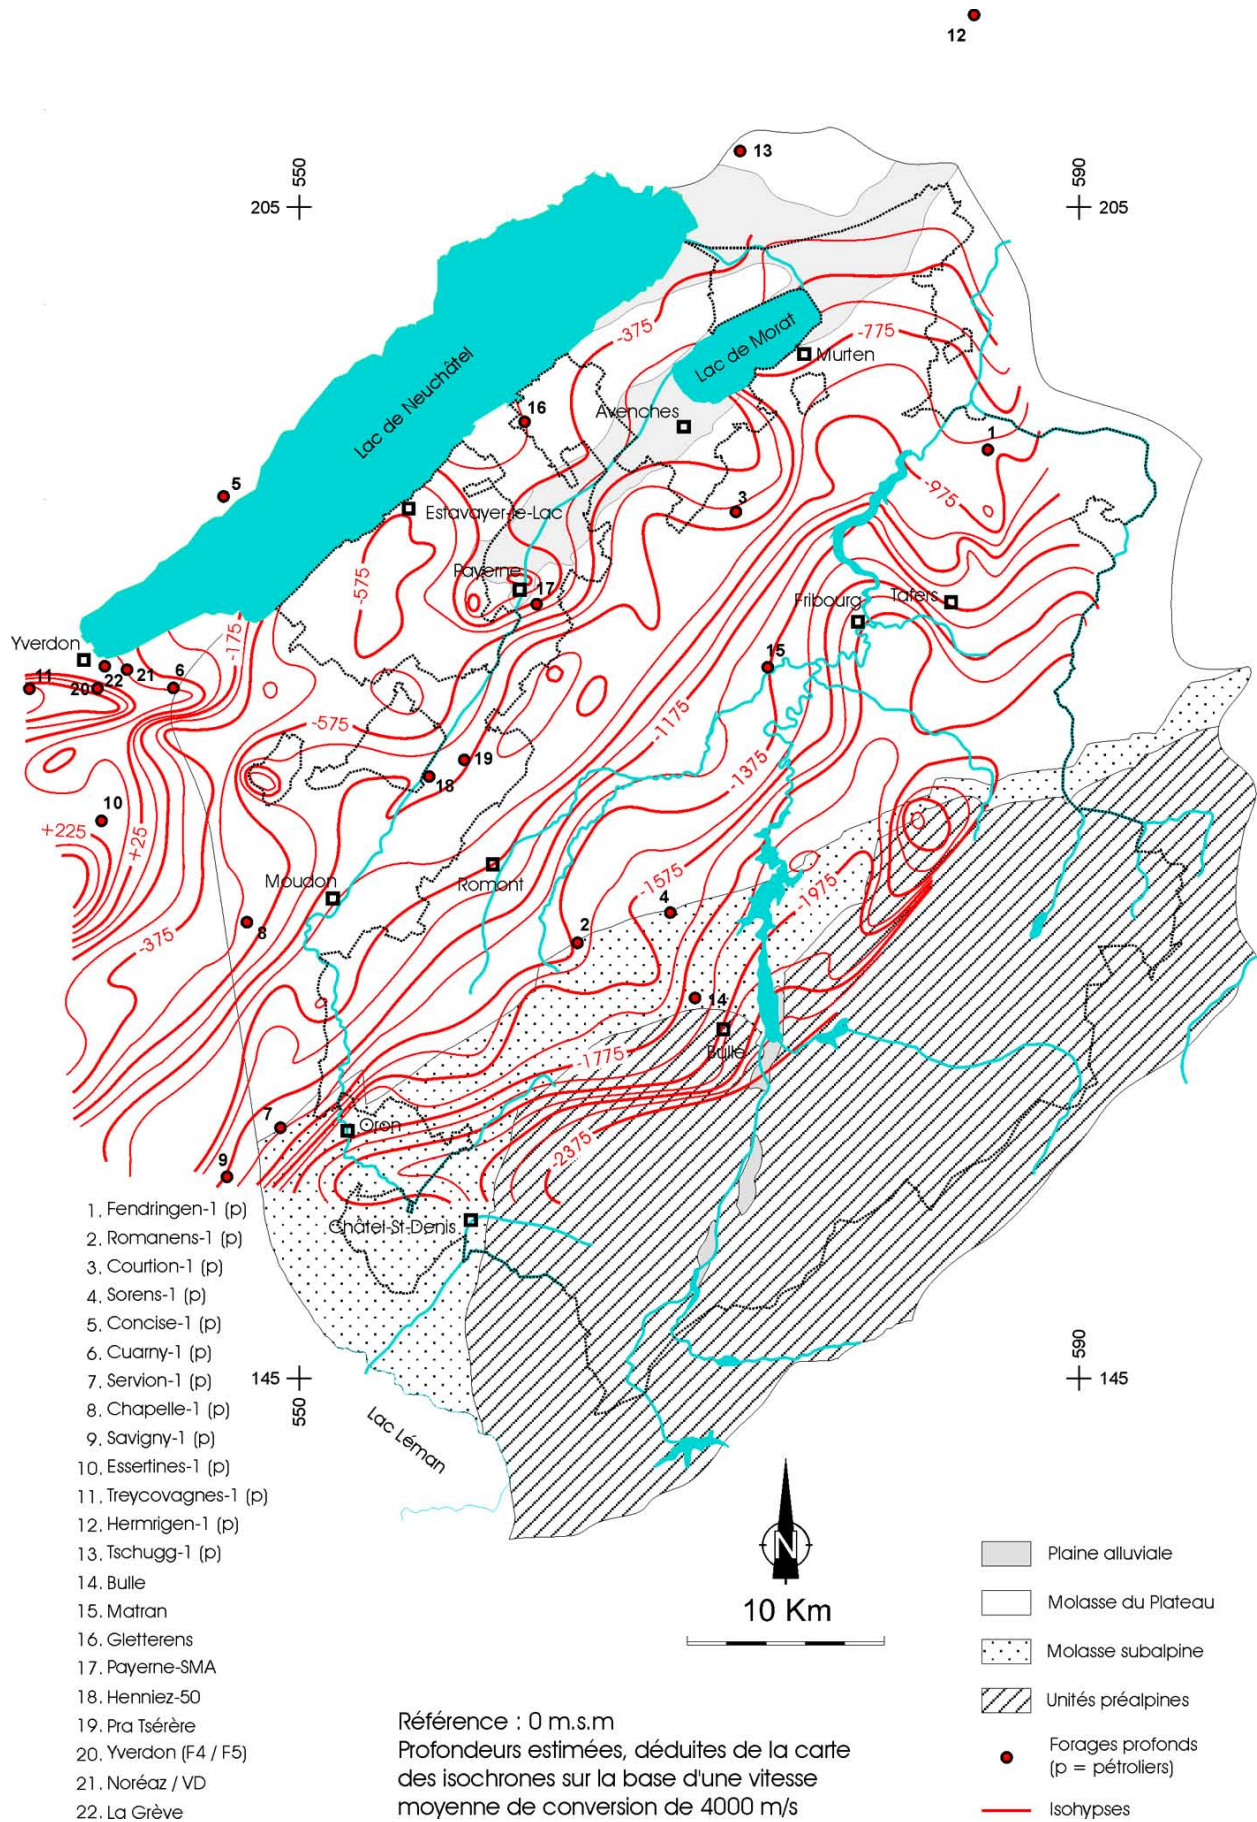 12
13
550
590
205
205
-375
Lac de Morat
-775
Murten
Lac de Neuchâtel
16
Avenches
1
5
-975
3
Estavayer-le-Lac
-575
Payerne
17
Fribourg
Tafers
-175
Yverdon
15
11
22
21
6
20
-1175
-575
19
18
-1375
10
+225
+25
Moudon
Romont
-1575
4
-1975
8
2
-375
14
Bulle
-1775
7
Oron
-2375
9
Châtel-St-Denis
1. Fendringen-1 (p)
2. Romanens-1 (p)
3. Courtion-1 (p)
4. Sorens-1 (p)
5. Concise-1 (p)
6. Cuarny-1 (p)
7. Servion-1 (p)
8. Chapelle-1 (p)
9. Savigny-1 (p)
10. Essertines-1 (p)
11. Treycovagnes-1 (p)
12. Hermrigen-1 (p)
13. Tschugg-1 (p)
14. Bulle
15. Matran
16. Gletterens
17. Payerne-SMA
18. Henniez-50
19. Pra Tsérère
20. Yverdon (F4 / F5)
21. Noréaz / VD
22. La Grève
145
550
590
145
Lac Léman
N
10 Km
Référence : 0 m.s.m
Profondeurs estimées, déduites de la carte
des isochrones sur la base d'une vitesse
moyenne de conversion de 4000 m/s
Plaine alluviale
Molasse du Plateau
Molasse subalpine
Unités préalpines
Forages profonds
(p = pétroliers)
Isohypses